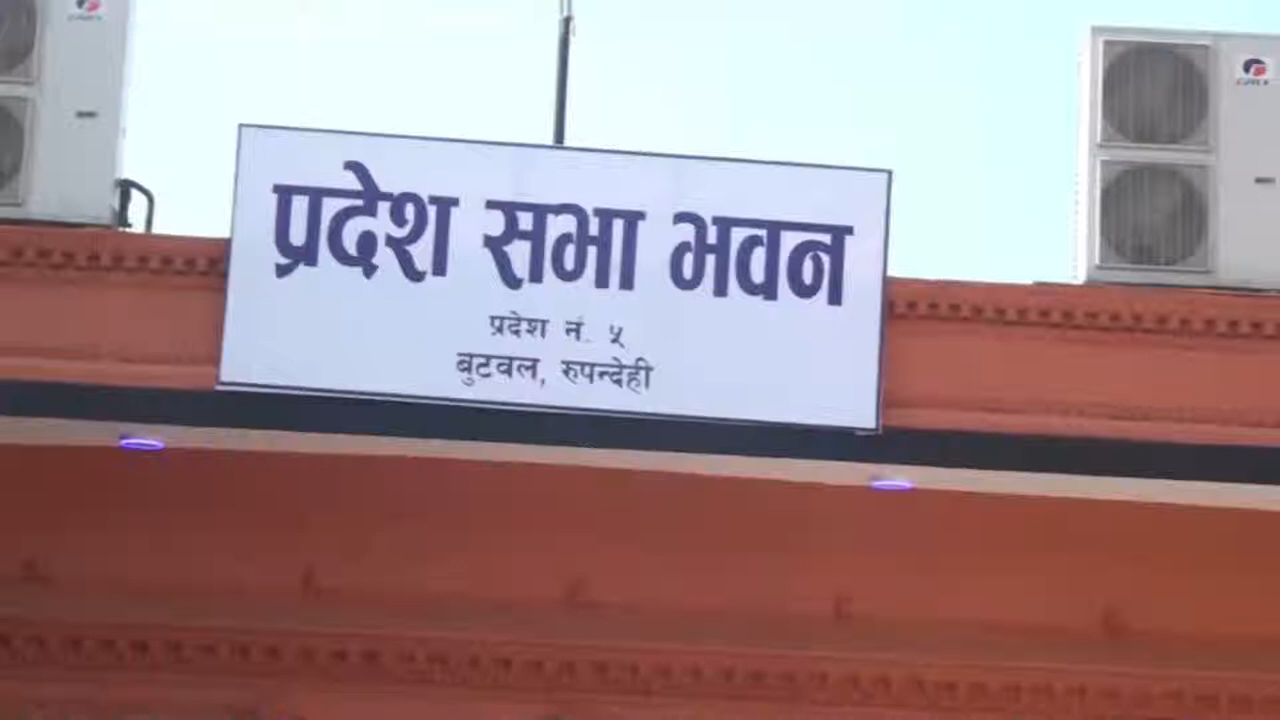 प्रदेश सभा भवन
प्रदेश नं. ५
बुटवल, रुपन्देही